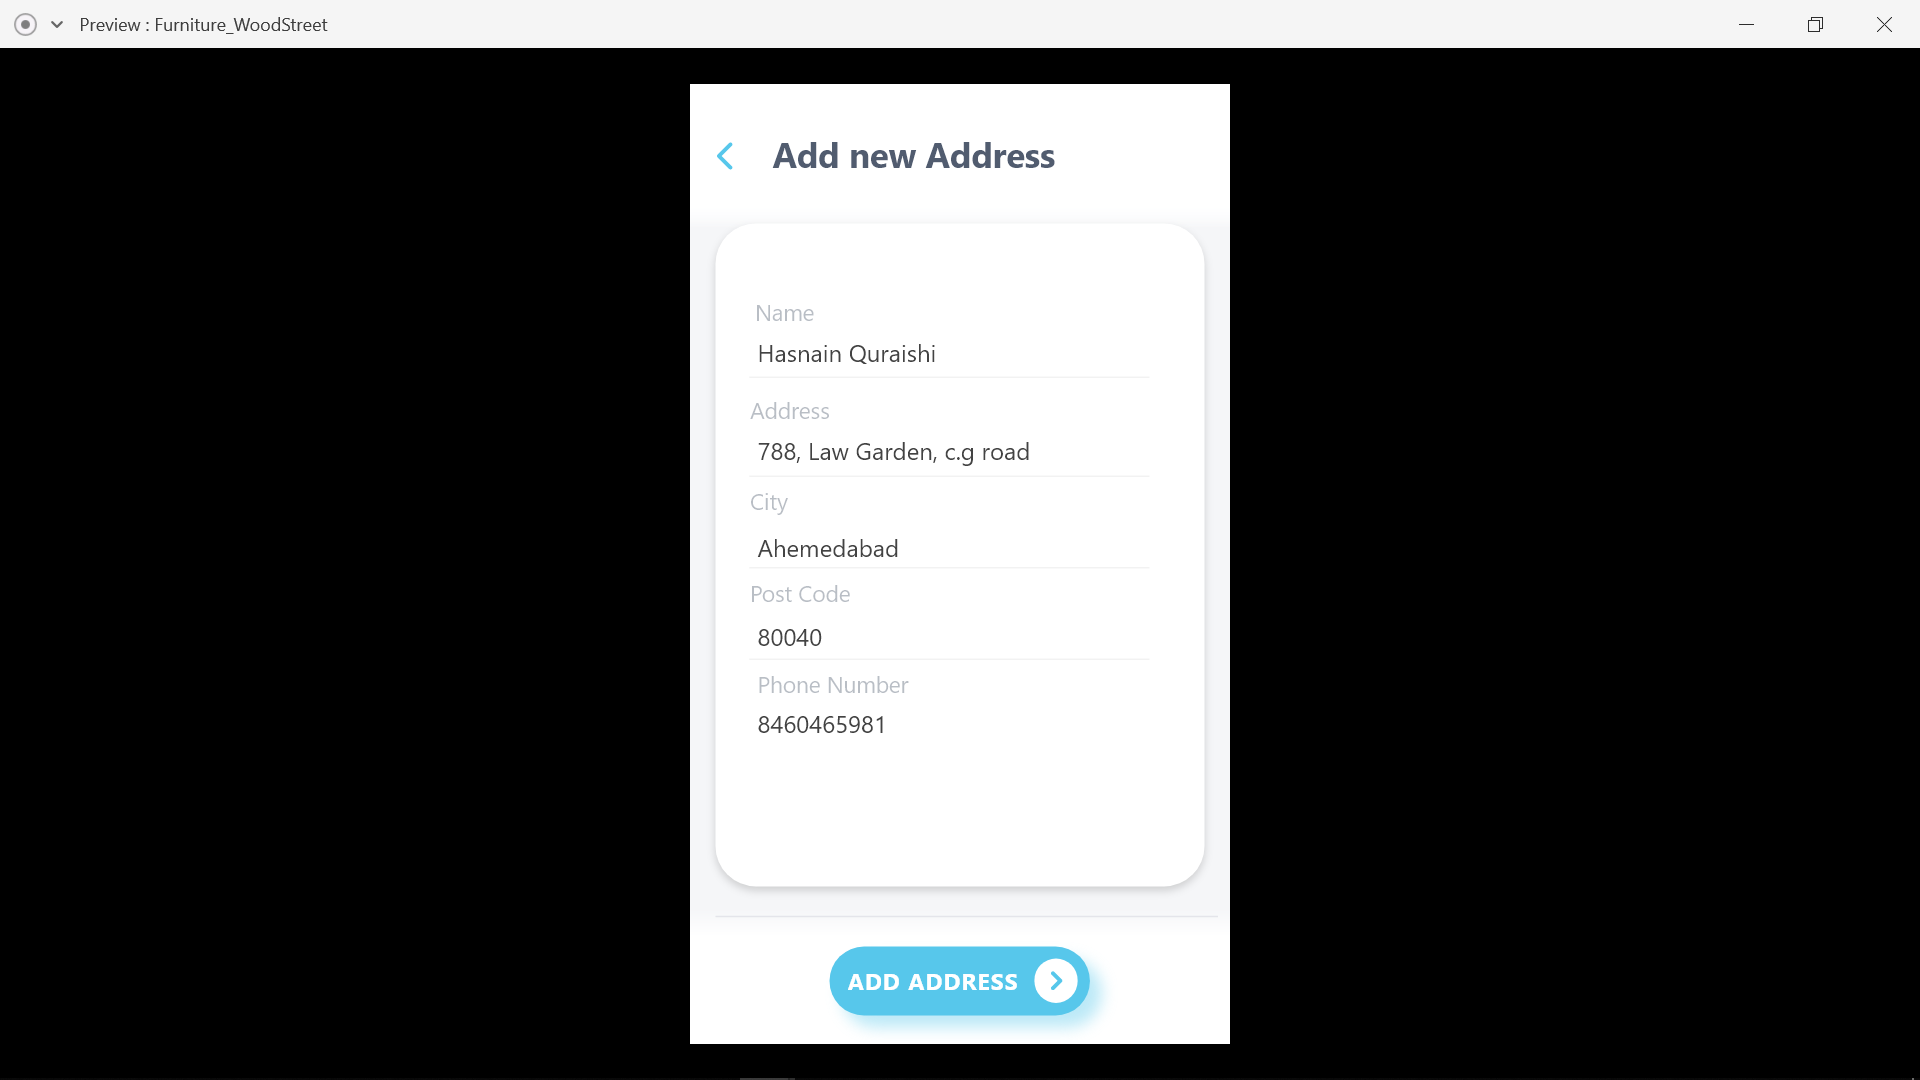 Preview : Furniture_WoodStreet
Add new Address
Name
Hasnain Quraishi
Address
788, Law Garden, c.g road
City
Ahemedabad
Post Code
80040
Phone Number
8460465981
ADD ADDRESS